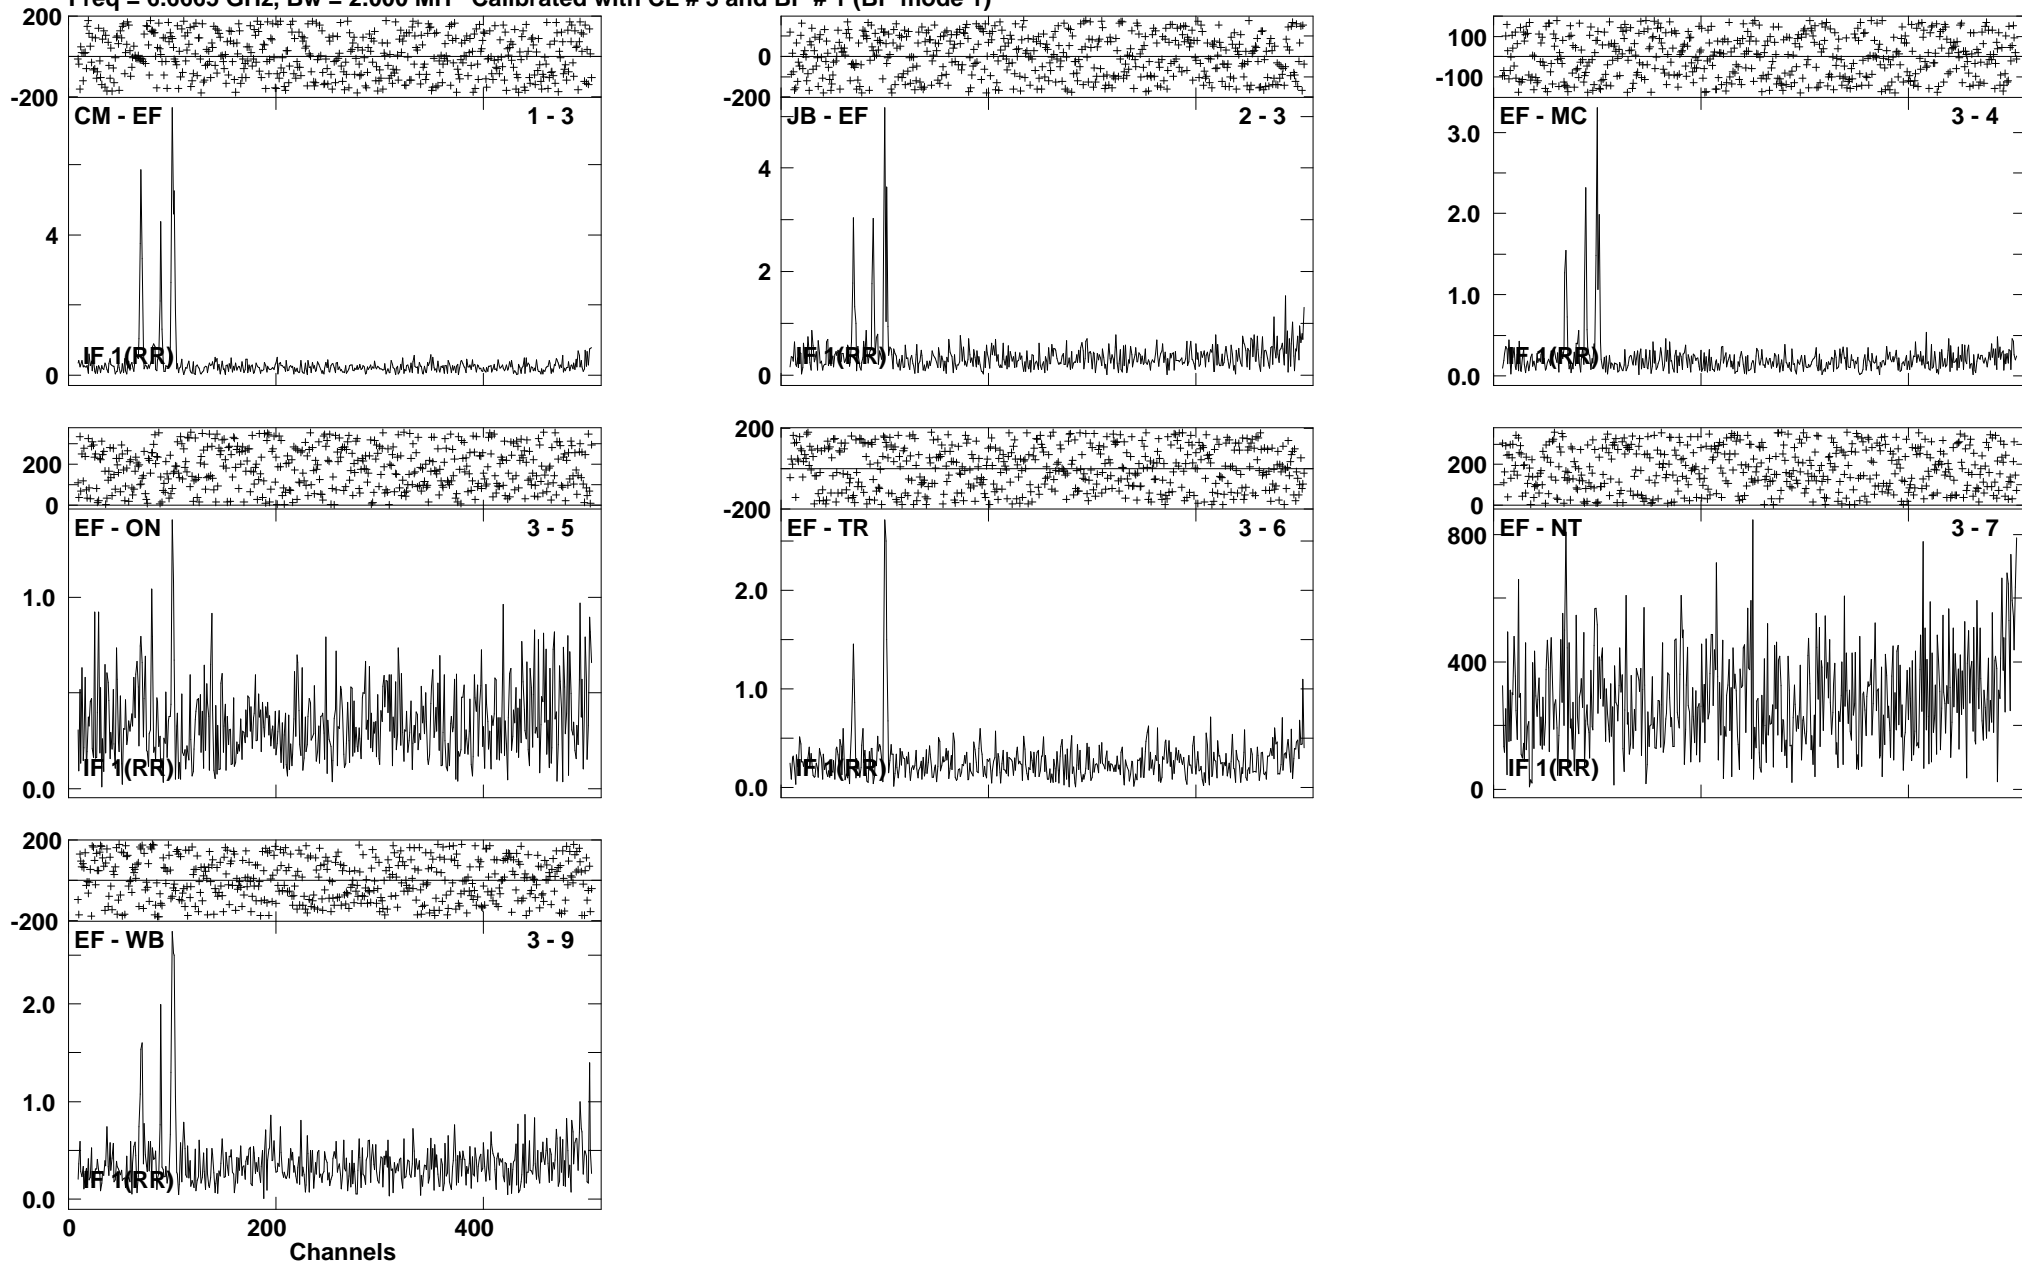 Freq = 6.6665 GHz, Bw = 2.000 MH Calibrated with CL # 3 and BP # 1 (BP mode 1)
200
-200
CM - EF 1 - 3
4
0
IF 1(RR)
0
-200
JB - EF 2 - 3
4
2
0
IF 1(RR)
100
-100
EF - MC 3 - 4
3.0
2.0
1.0
0.0
IF 1(RR)
200
0
EF - ON 3 - 5
1.0
0.0
IF 1(RR)
200
-200
EF - TR 3 - 6
2.0
1.0
0.0
IF 1(RR)
200
0
EF - NT 3 - 7
800
400
0
IF 1(RR)
200
-200
EF - WB 3 - 9
2.0
1.0
0.0
IF 1(RR)
0 200 400
Channels